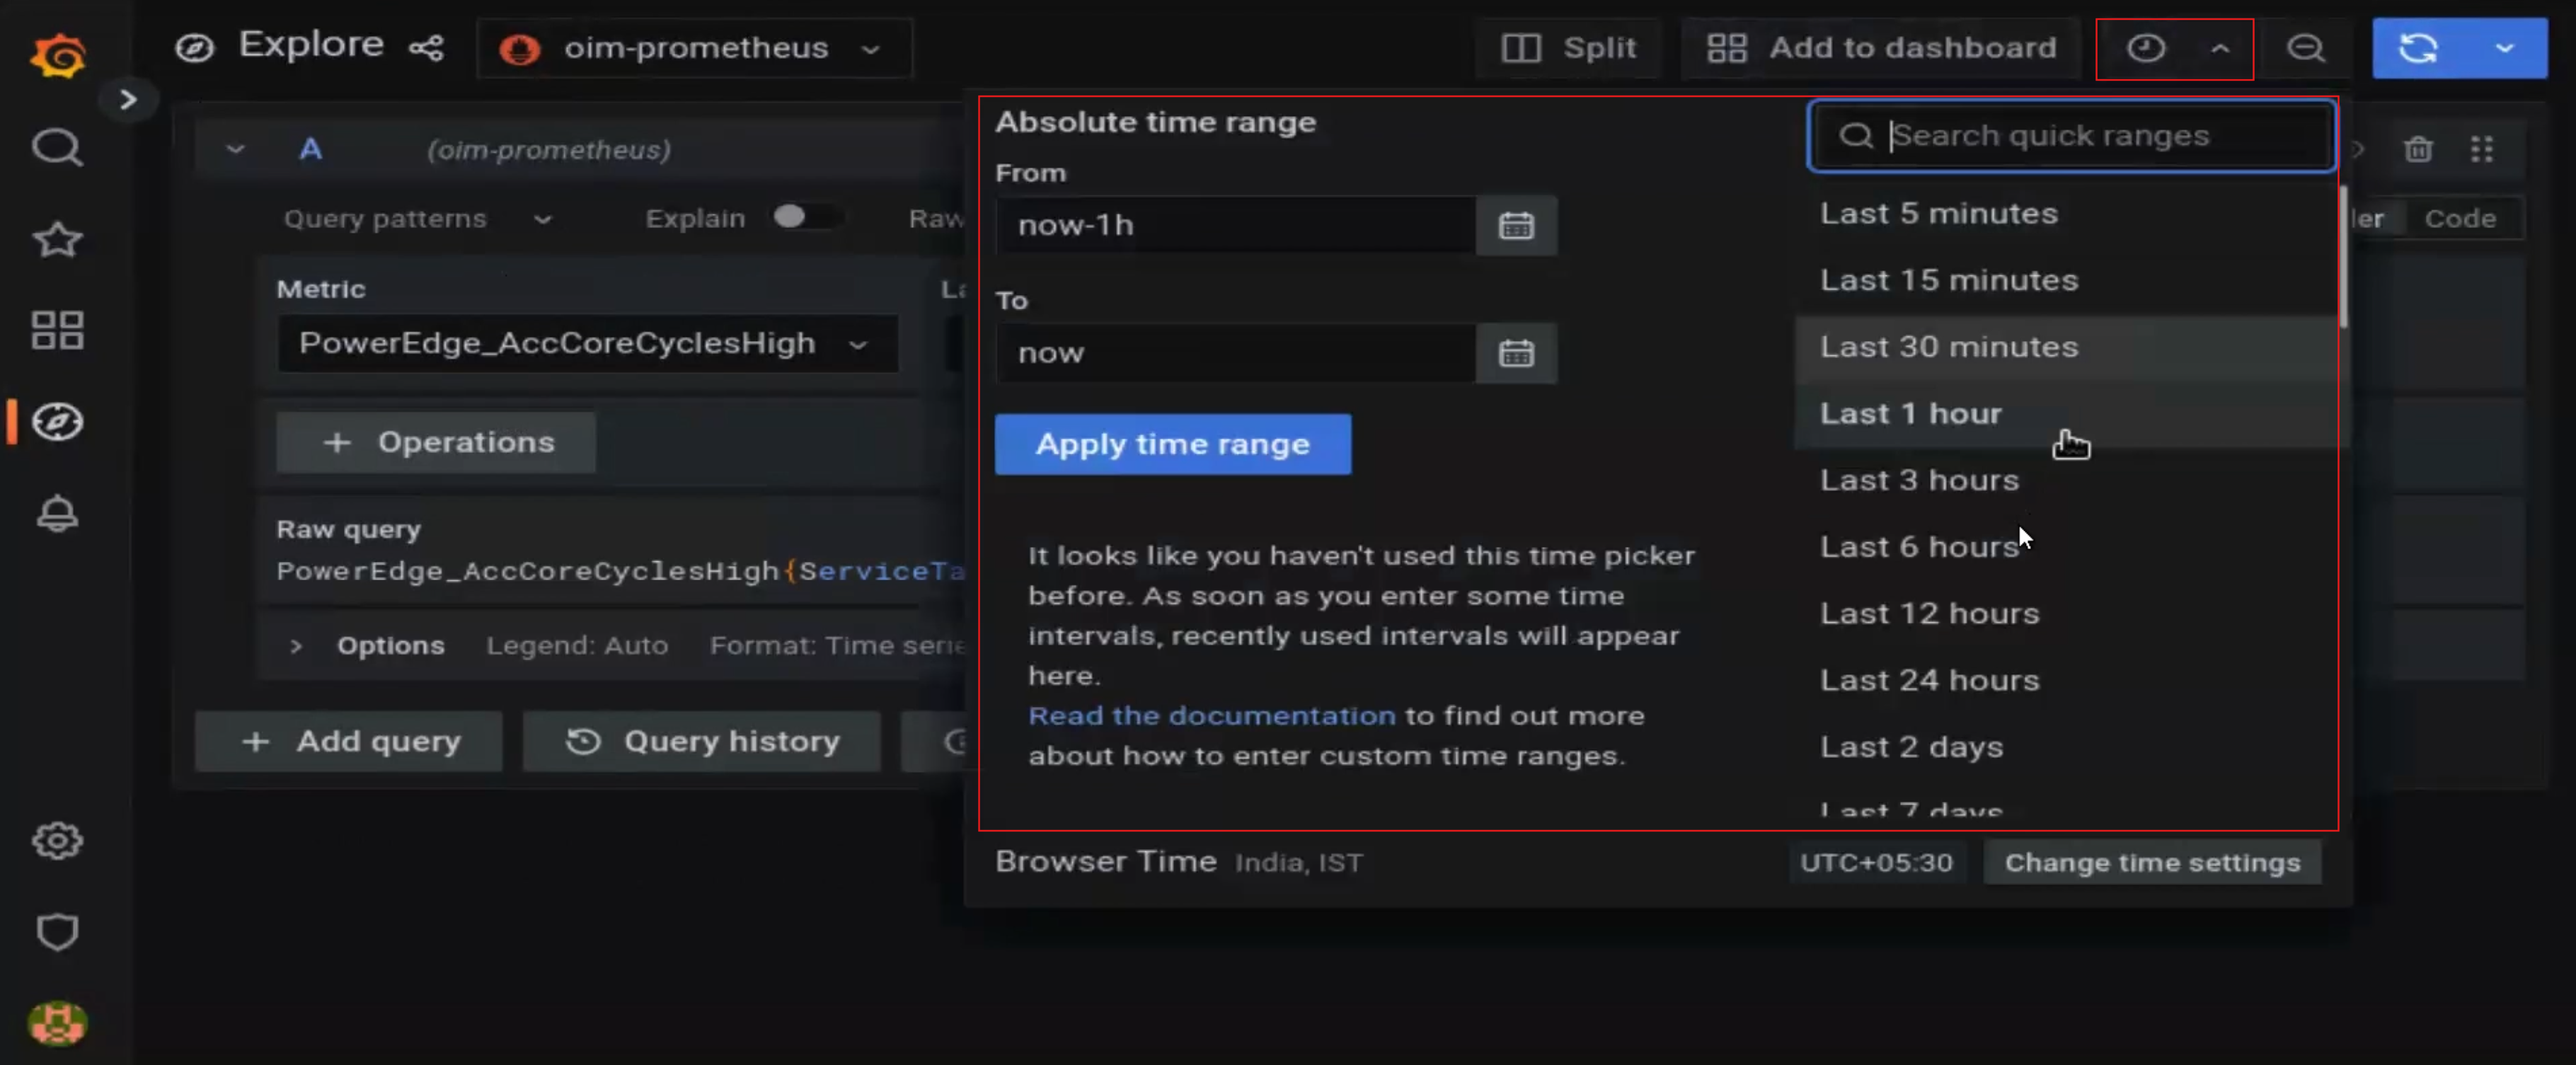 Explore
oim-prometheus
Split
Add to dashboard
A
(oim-prometheus)
Query patterns
Explain
Raw
Metric
PowerEdge_AccCoreCyclesHigh
+ Operations
Raw query
PowerEdge_AccCoreCyclesHigh{ServiceTa
Options Legend: Auto Format: Time serie
+ Add query
Query history
Absolute time range
From
now-1h
To
now
Apply time range
It looks like you haven't used this time picker
before. As soon as you enter some time
intervals, recently used intervals will appear
here.
Read the documentation to find out more
about how to enter custom time ranges.
Search quick ranges
Last 5 minutes
Last 15 minutes
Last 30 minutes
Last 1 hour
Last 3 hours
Last 6 hours
Last 12 hours
Last 24 hours
Last 2 days
Last 7 days
Code
Browser Time India, IST
UTC+05:30
Change time settings